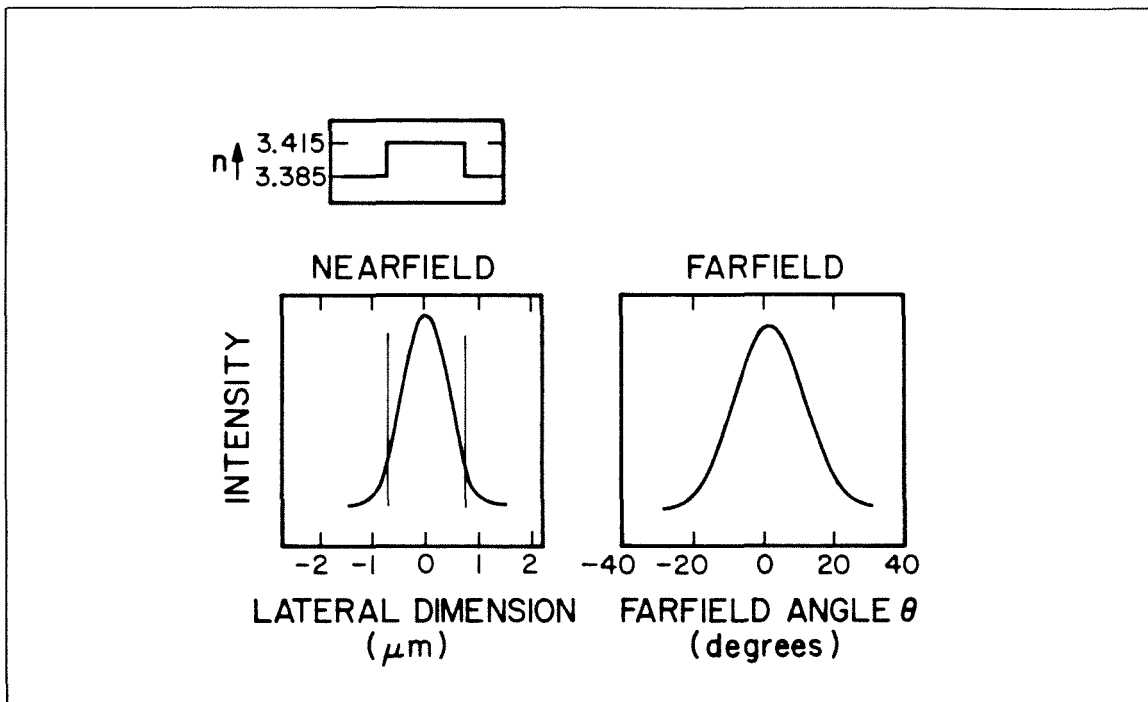 n 3.415
3.385
NEARFIELD
INTENSITY
-2 -1 0 1 2
LATERAL DIMENSION
(μm)
FARFIELD
-40 -20 0 20 40
FARFIELD ANGLE θ
(degrees)